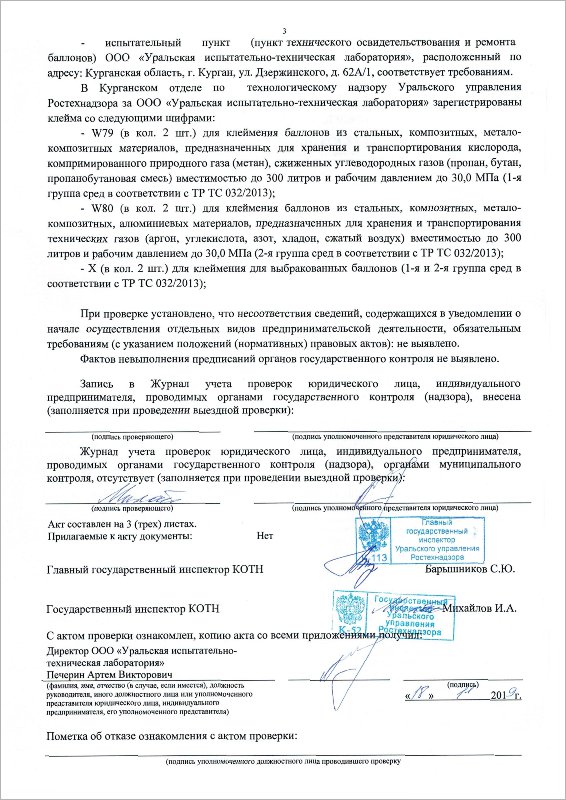 3
- испытательный пункт (пункт технического освидетельствования и ремонта
баллонов) ООО «Уральская испытательно-техническая лаборатория», расположенный по
адресу: Курганская область, г. Курган, ул. Дзержинского, д. 62А/1, соответствует требованиям.
В Курганском отделе по технологическому надзору Уральского управления
Ростехнадзора за ООО «Уральская испытательно-техническая лаборатория» зарегистрированы
клейма со следующими шифрами:
- W79 (в кол. 2 шт.) для клеймения баллонов из стальных, композитных, метало-
композитных материалов, предназначенных для хранения и транспортирования кислорода,
компримированного природного газа (метан), сжиженных углеводородных газов (пропан, бутан,
пропанобутановая смесь) вместимостью до 300 литров и рабочим давлением до 30,0 МПа (1-я
группа сред в соответствии с ТР ТС 032/2013);
- W80 (в кол. 2 шт.) для клеймения баллонов из стальных, композитных, метало-
композитных, алюминиевых материалов, предназначенных для хранения и транспортирования
технических газов (аргон, углекислота, азот, хладон, сжатый воздух) вместимостью до 300
литров и рабочим давлением до 30,0 МПа (2-я группа сред в соответствии с ТР ТС 032/2013);
- Х (в кол. 2 шт.) для клеймения для выбракованных баллонов (1-я и 2-я группа сред в
соответствии с ТР ТС 032/2013);
При проверке установлено, что несоответствия сведений, содержащихся в уведомлении о
начале осуществления отдельных видов предпринимательской деятельности, обязательным
требованиям (с указанием положений (нормативных) правовых актов): не выявлено.
Фактов невыполнения предписаний органов государственного контроля не выявлено.
Запись в Журнал учета проверок юридического лица, индивидуального
предпринимателя, проводимых органами государственного контроля (надзора), внесена
(заполняется при проведении выездной проверки):
(подпись проверяющего) (подпись уполномоченного представителя юридического лица)
Журнал учета проверок юридического лица, индивидуального предпринимателя,
проводимых органами государственного контроля (надзора), органами муниципального
контроля, отсутствует (заполняется при проведении выездной проверки):
(подпись проверяющего) (подпись уполномоченного представителя юридического лица)
Акт составлен на 3 (трех) листах.
Прилагаемые к акту документы: Нет
Главный
государственный
инспектор
Уральского управления
Ростехнадзора
113
Главный государственный инспектор КОТН Барышников С.Ю.
Государственный
инспектор
Уральского
управления
Ростехнадзора
К-52
Государственный инспектор КОТН Михайлов И.А.
С актом проверки ознакомлен, копию акта со всеми приложениями получил:
Директор ООО «Уральская испытательно-
техническая лаборатория»
Печерин Артем Викторович
(фамилия, имя, отчество (в случае, если имеется), должность
руководителя, иного должностного лица или уполномоченного
представителя юридического лица, индивидуального
предпринимателя, его уполномоченного представителя)
(подпись)
«18» 2019г.
Пометка об отказе ознакомления с актом проверки:
(подпись уполномоченного должностного лица проводившего проверку